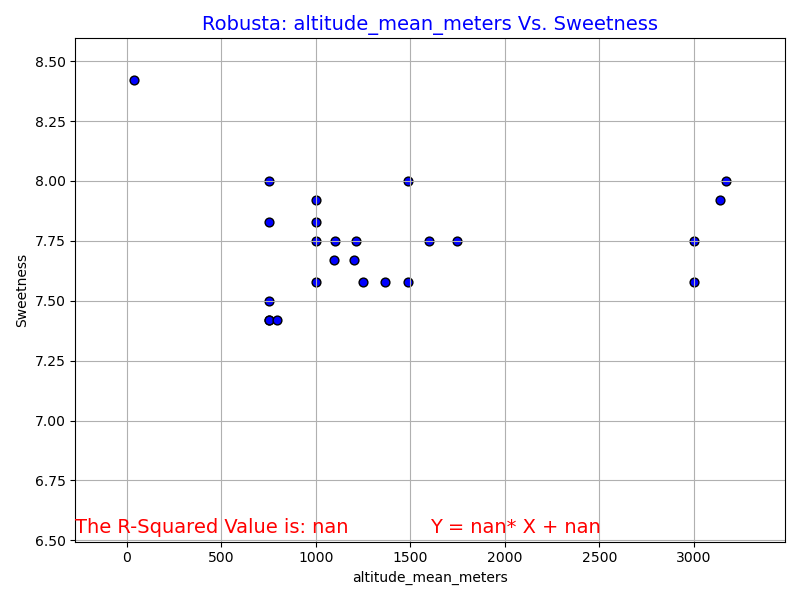 Robusta: altitude_mean_meters Vs. Sweetness
Sweetness
8.50
8.25
8.00
7.75
7.50
7.25
7.00
6.75
6.50
The R-Squared Value is: nan
Y = nan* X + nan
0 500 1000 1500 2000 2500 3000
altitude_mean_meters